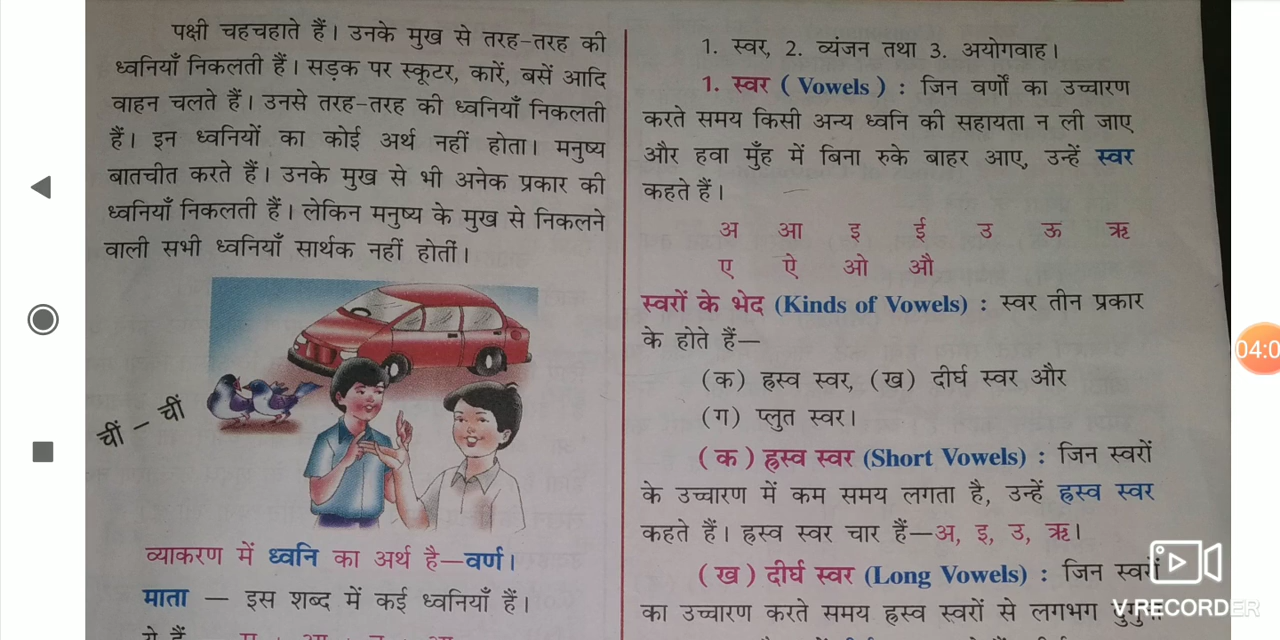 पक्षी चहचहाते हैं। उनके मुख से तरह-तरह की
ध्वनियाँ निकलती हैं। सड़क पर स्कूटर, कारें, बसें आदि
वाहन चलते हैं। उनसे तरह-तरह की ध्वनियाँ निकलती
हैं। इन ध्वनियों का कोई अर्थ नहीं होता। मनुष्य
बातचीत करते हैं। उनके मुख से भी अनेक प्रकार की
ध्वनियाँ निकलती हैं। लेकिन मनुष्य के मुख से निकलने
वाली सभी ध्वनियाँ सार्थक नहीं होतीं।
चीं - चीं
व्याकरण में ध्वनि का अर्थ है—वर्ण।
माता — इस शब्द में कई ध्वनियाँ हैं।
1. स्वर, 2. व्यंजन तथा 3. अयोगवाह।
1. स्वर ( Vowels ) : जिन वर्णों का उच्चारण
करते समय किसी अन्य ध्वनि की सहायता न ली जाए
और हवा मुँह में बिना रुके बाहर आए, उन्हें स्वर
कहते हैं।
अ आ इ ई उ ऊ ऋ
ए ऐ ओ औ
स्वरों के भेद (Kinds of Vowels) : स्वर तीन प्रकार
के होते हैं—
(क) ह्रस्व स्वर, (ख) दीर्घ स्वर और
(ग) प्लुत स्वर।
(क) ह्रस्व स्वर (Short Vowels) : जिन स्वरों
के उच्चारण में कम समय लगता है, उन्हें ह्रस्व स्वर
कहते हैं। ह्रस्व स्वर चार हैं—अ, इ, उ, ऋ।
(ख) दीर्घ स्वर (Long Vowels) : जिन स्वरों
का उच्चारण करते समय ह्रस्व स्वरों से लगभग
04:0
V RECORDER